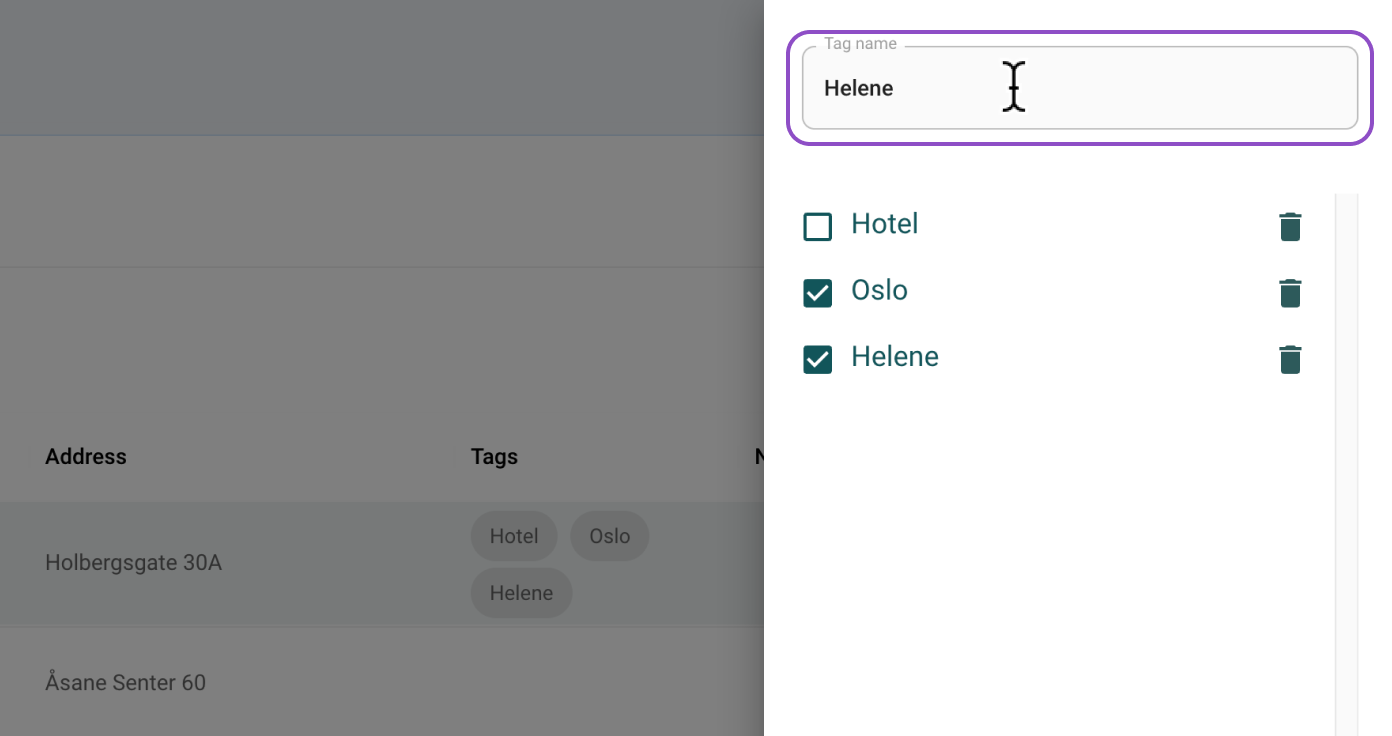 Tag name
Helene
Hotel
Oslo
Helene
Address Tags N
Holbergsgate 30A
Hotel Oslo
Helene
Åsane Senter 60